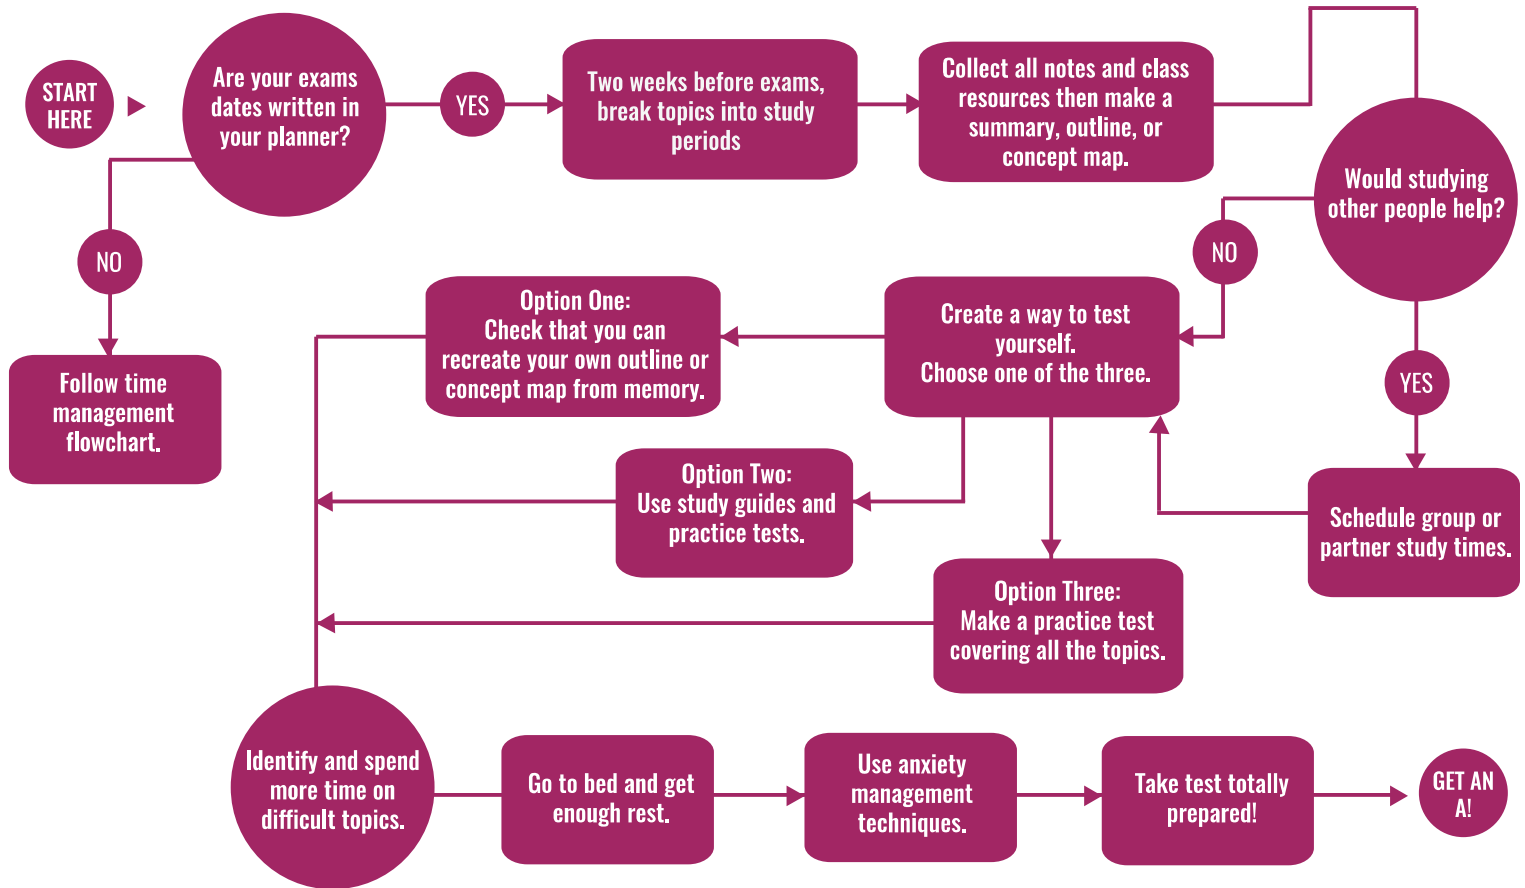 START
HERE
Are your exams
dates written in
your planner?
YES
Two weeks before exams,
break topics into study
periods
Collect all notes and class
resources then make a
summary, outline, or
concept map.
Would studying
other people help?
NO
Follow time
management
flowchart.
NO
YES
Schedule group or
partner study times.
Create a way to test
yourself.
Choose one of the three.
Option One:
Check that you can
recreate your own outline or
concept map from memory.
Option Two:
Use study guides and
practice tests.
Option Three:
Make a practice test
covering all the topics.
Identify and spend
more time on
difficult topics.
Go to bed and get
enough rest.
Use anxiety
management
techniques.
Take test totally
prepared!
GET AN
A!